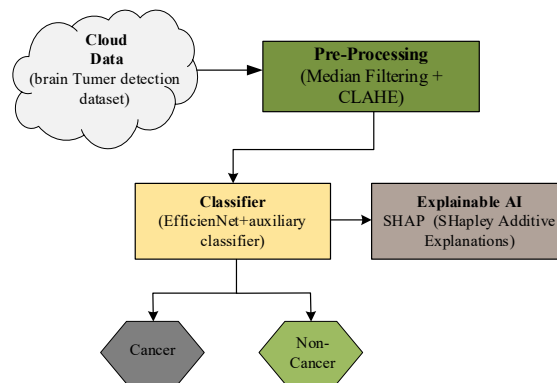 Cloud
Data
(brain Tumer detection
dataset)
Pre-Processing
(Median Filtering +
CLAHE)
Classifier
(EfficienNet+auxiliary
classifier)
Explainable AI
SHAP (SHapley Additive
Explanations)
Cancer
Non-
Cancer